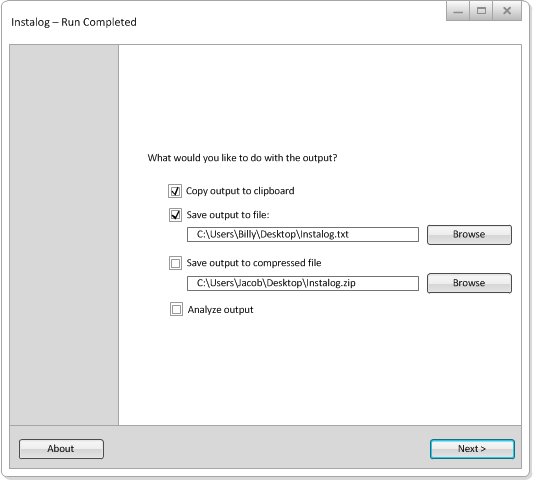 Instalog – Run Completed
What would you like to do with the output?
Copy output to clipboard
Save output to file:
C:\Users\Billy\Desktop\Instalog.txt
Browse
Save output to compressed file
C:\Users\Jacob\Desktop\Instalog.zip
Browse
Analyze output
About
Next >